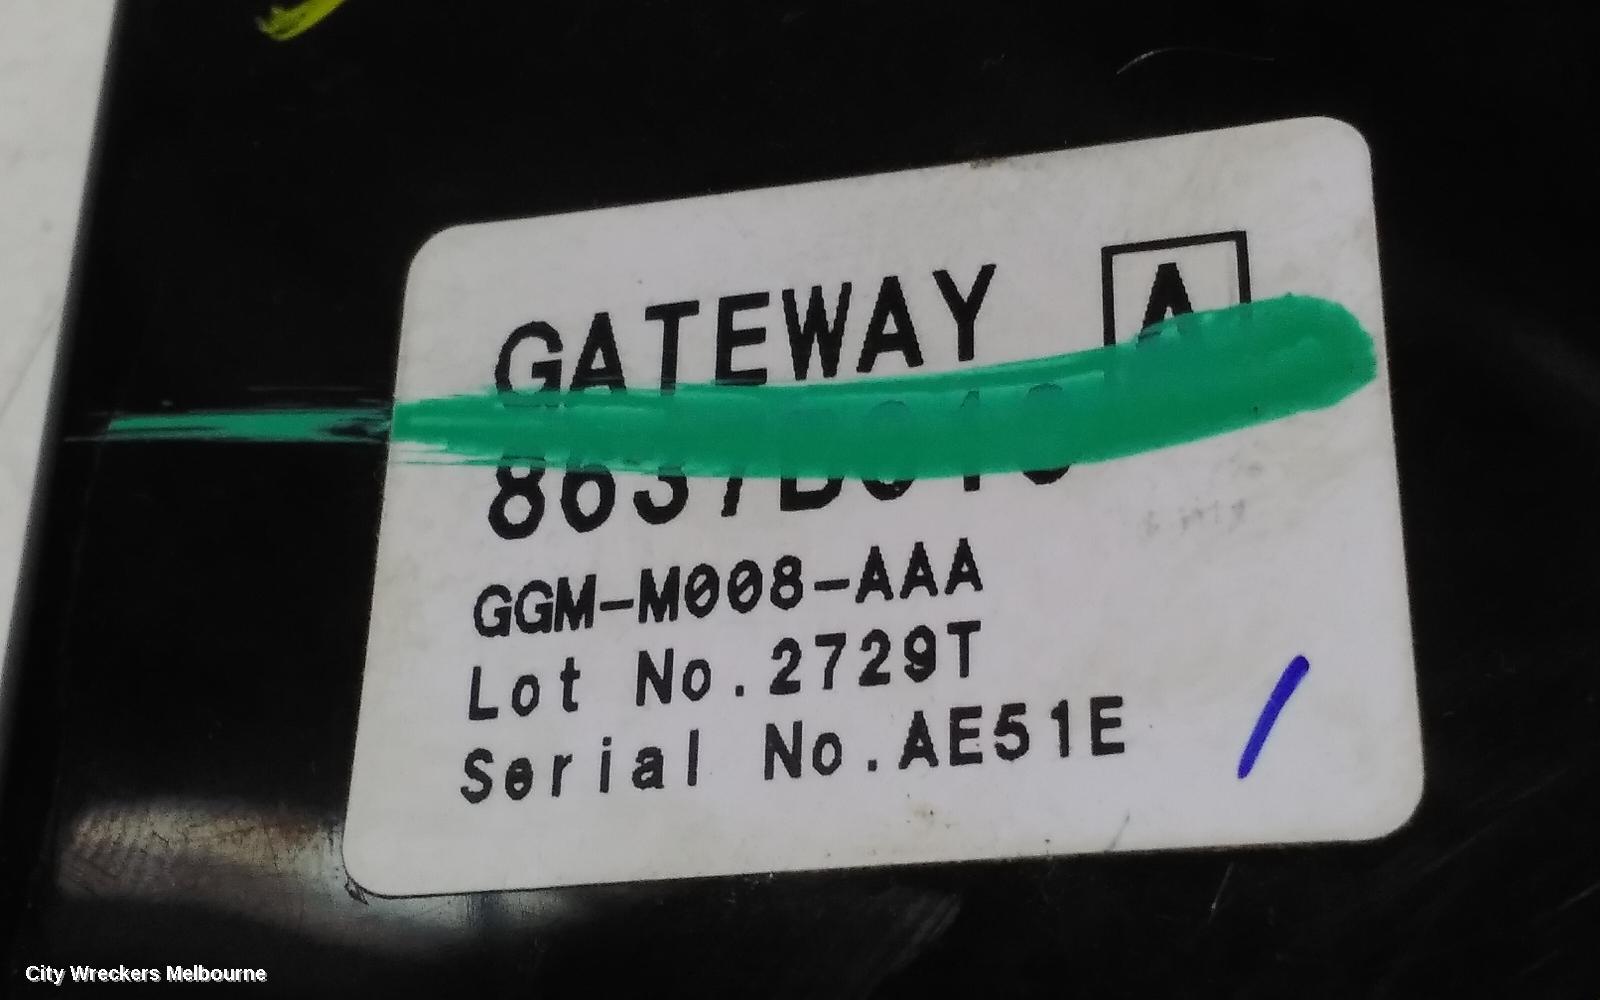 GATEWAY A
GGM-M008-AAA
Lot No.2729T
Serial No.AE51E
City Wreckers Melbourne